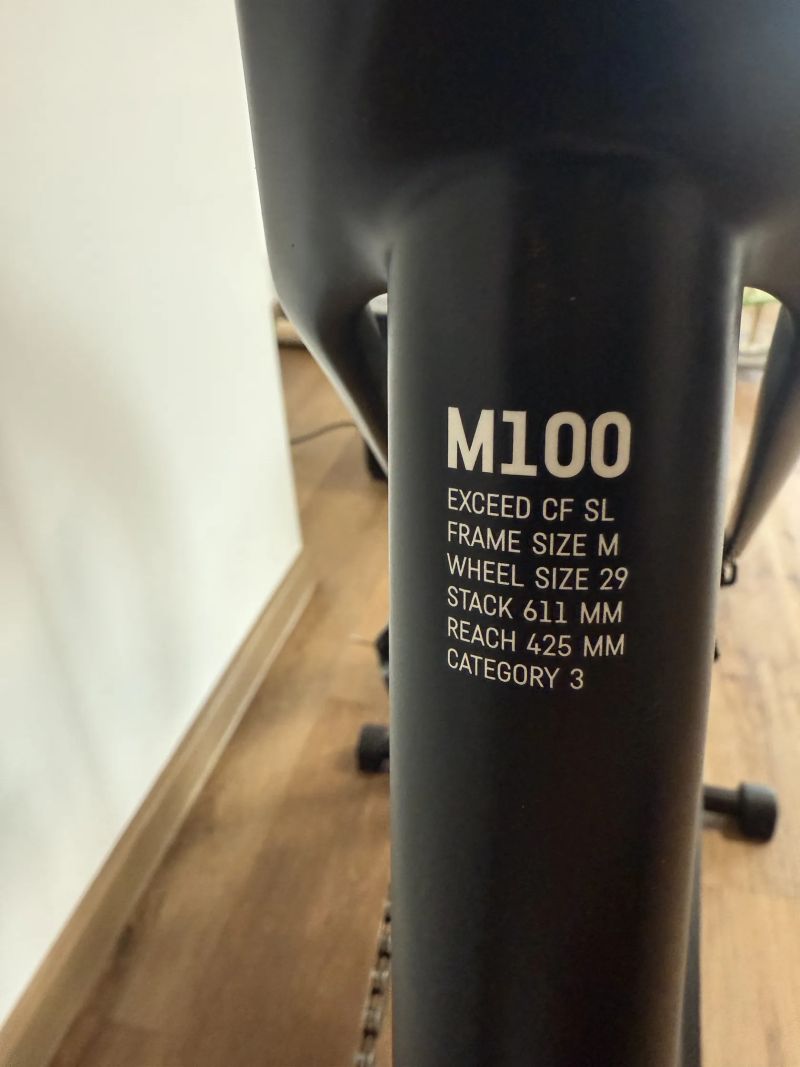 M100
EXCEED CF SL
FRAME SIZE M
WHEEL SIZE 29
STACK 611 MM
REACH 425 MM
CATEGORY 3